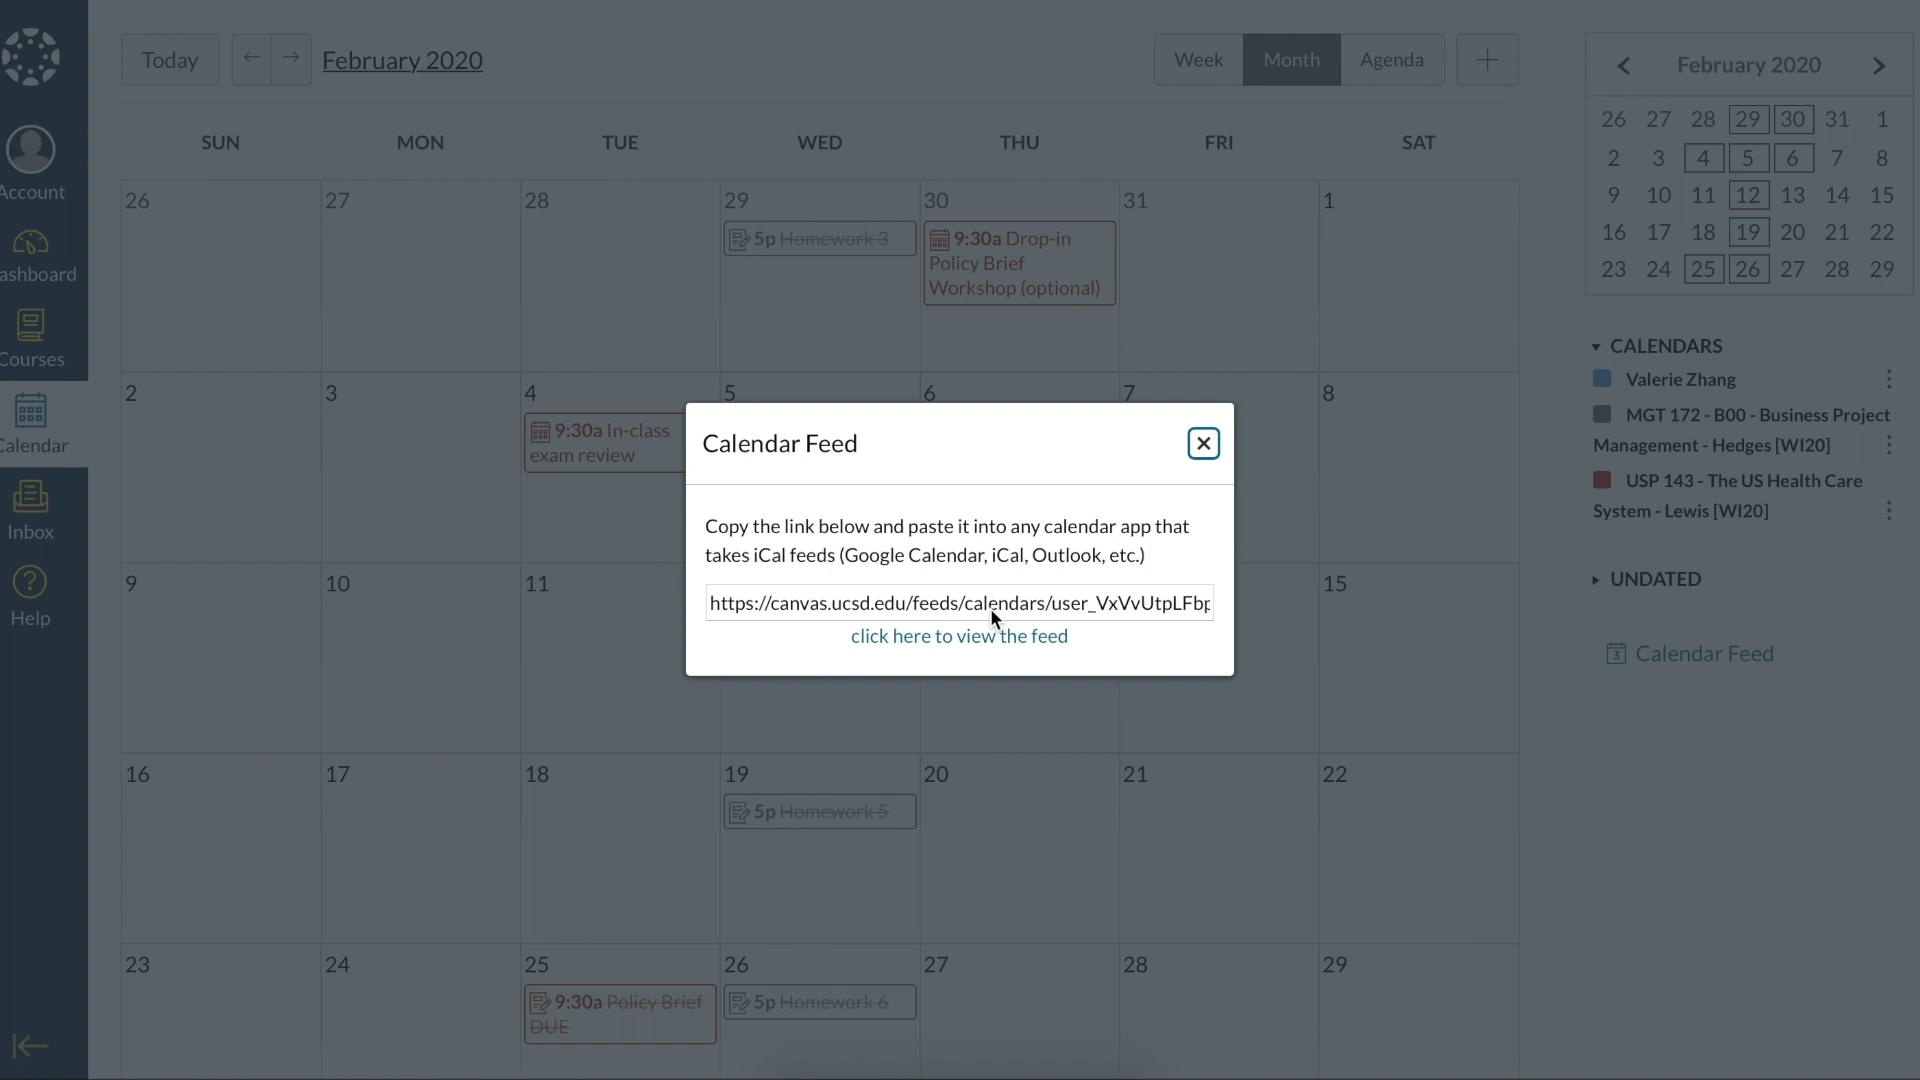 Today
February 2020
Week
Month
Agenda
SUN MON TUE WED THU FRI SAT
26 27 28 29 30 31 1
5p Homework 3
9:30a Drop-in
Policy Brief
Workshop (optional)
2 3 4 5 6 7 8
9:30a In-class
exam review
9 10 11 15
16 17 18 19 20 21 22
5p Homework 5
23 24 25 26 27 28 29
9:30a Policy Brief
DUE
5p Homework 6
Account
ashboard
Courses
Calendar
Inbox
?
Help
Calendar Feed
Copy the link below and paste it into any calendar app that
takes iCal feeds (Google Calendar, iCal, Outlook, etc.)
https://canvas.ucsd.edu/feeds/calendars/user_VxVvUtpLFbp
click here to view the feed
February 2020
26 27 28 29 30 31 1
2 3 4 5 6 7 8
9 10 11 12 13 14 15
16 17 18 19 20 21 22
23 24 25 26 27 28 29
CALENDARS
Valerie Zhang
MGT 172 - B00 - Business Project
Management - Hedges [WI20]
USP 143 - The US Health Care
System - Lewis [WI20]
UNDATED
3 Calendar Feed